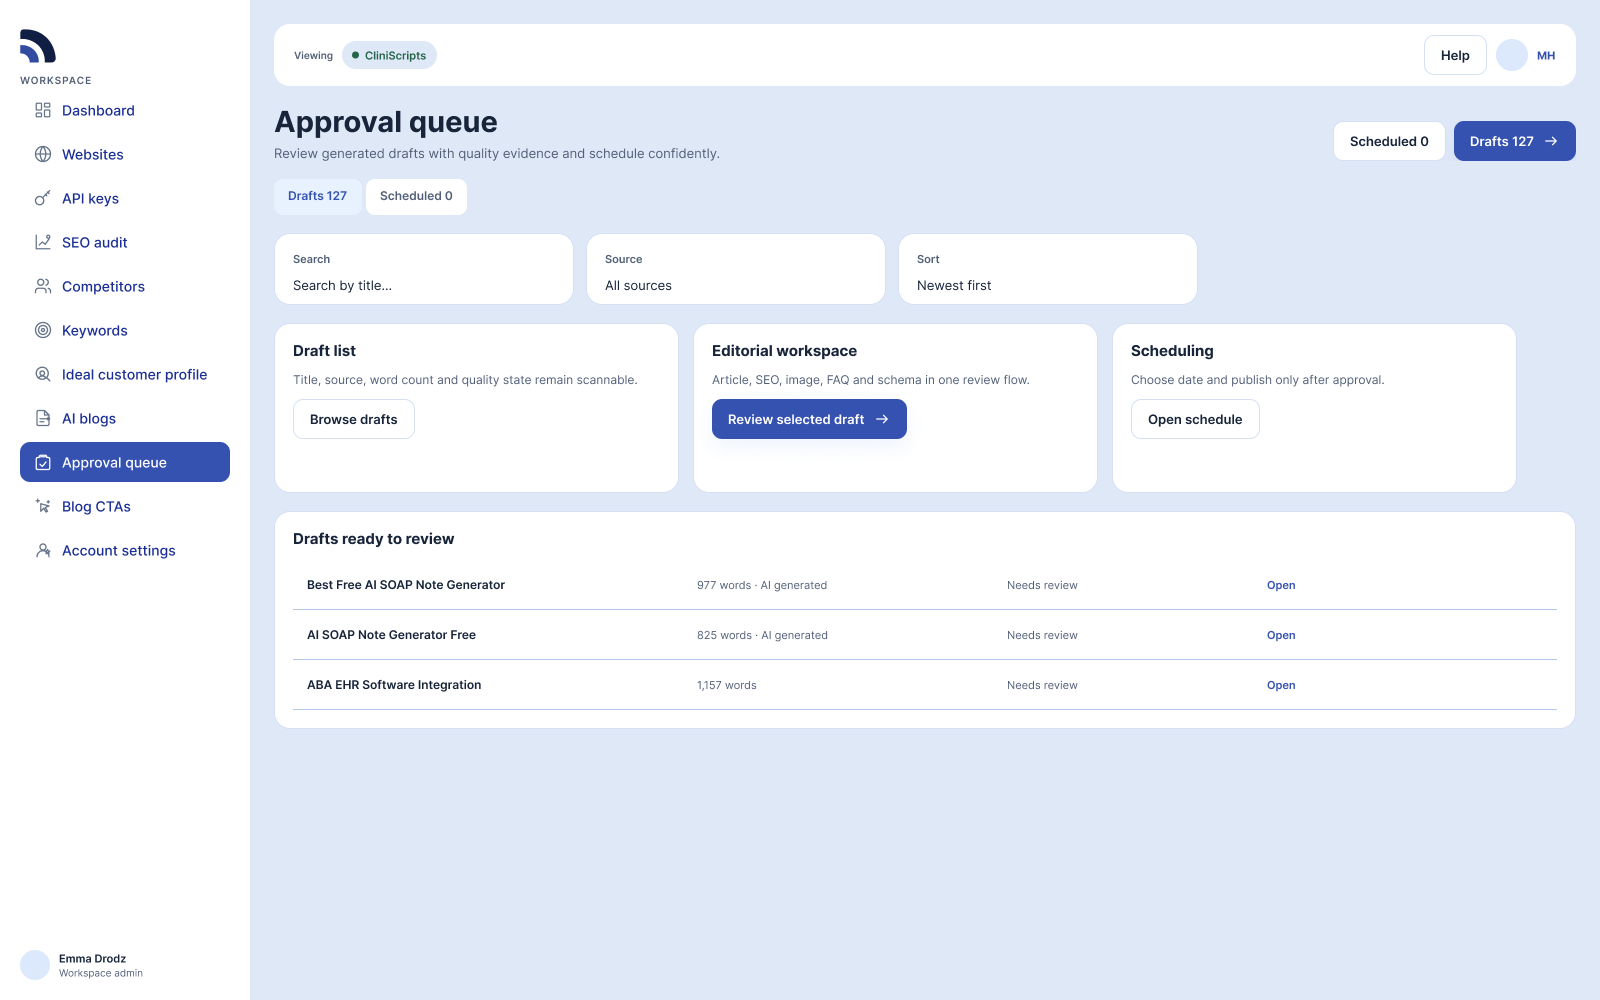 WORKSPACE
Dashboard
Websites
API keys
SEO audit
Competitors
Keywords
Ideal customer profile
AI blogs
Approval queue
Blog CTAs
Account settings
Emma Drodz
Workspace admin
Viewing
CliniScripts
Help
MH
Approval queue
Review generated drafts with quality evidence and schedule confidently.
Scheduled 0
Drafts 127
Drafts 127
Scheduled 0
Search
Search by title...
Source
All sources
Sort
Newest first
Draft list
Title, source, word count and quality state remain scannable.
Browse drafts
Editorial workspace
Article, SEO, image, FAQ and schema in one review flow.
Review selected draft
Scheduling
Choose date and publish only after approval.
Open schedule
Drafts ready to review
Best Free AI SOAP Note Generator 977 words · AI generated Needs review Open
AI SOAP Note Generator Free 825 words · AI generated Needs review Open
ABA EHR Software Integration 1,157 words Needs review Open